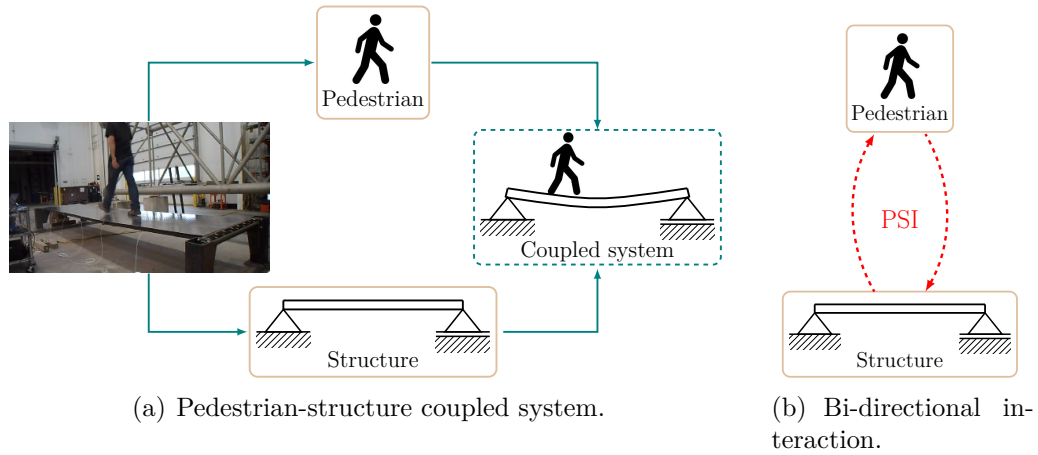 Pedestrian
Pedestrian
PSI
Coupled system
Structure
Structure
(a) Pedestrian-structure coupled system.
(b) Bi-directional in-
teraction.